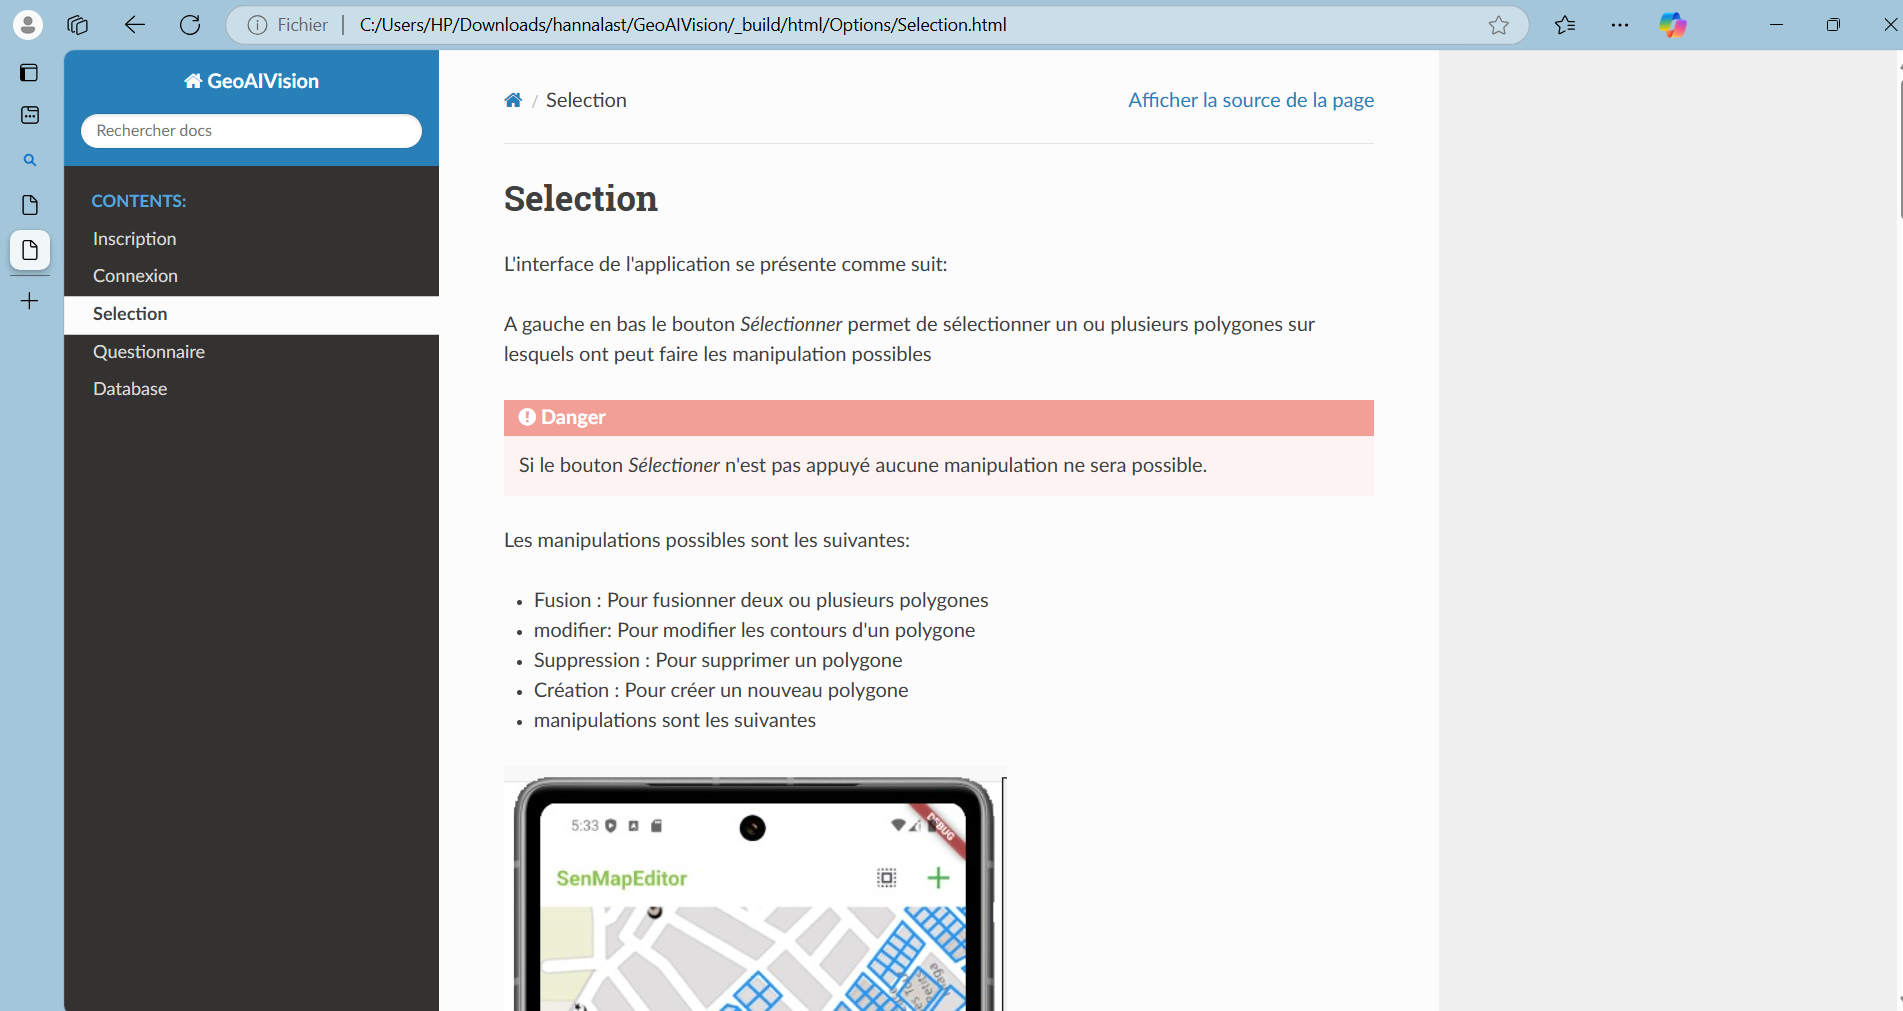 Fichier | C:/Users/HP/Downloads/hannalast/GeoAIVision/_build/html/Options/Selection.html
GeoAIVision
Rechercher docs
CONTENTS:
Inscription
Connexion
Selection
Questionnaire
Database
/ Selection
Afficher la source de la page
Selection
L'interface de l'application se présente comme suit:
A gauche en bas le bouton Sélectionner permet de sélectionner un ou plusieurs polygones sur
lesquels ont peut faire les manipulation possibles
Danger
Si le bouton Sélectioner n'est pas appuyé aucune manipulation ne sera possible.
Les manipulations possibles sont les suivantes:
• Fusion : Pour fusionner deux ou plusieurs polygones
• modifier: Pour modifier les contours d'un polygone
• Suppression : Pour supprimer un polygone
• Création : Pour créer un nouveau polygone
• manipulations sont les suivantes
5:33
DEBUG
SenMapEditor
Petits